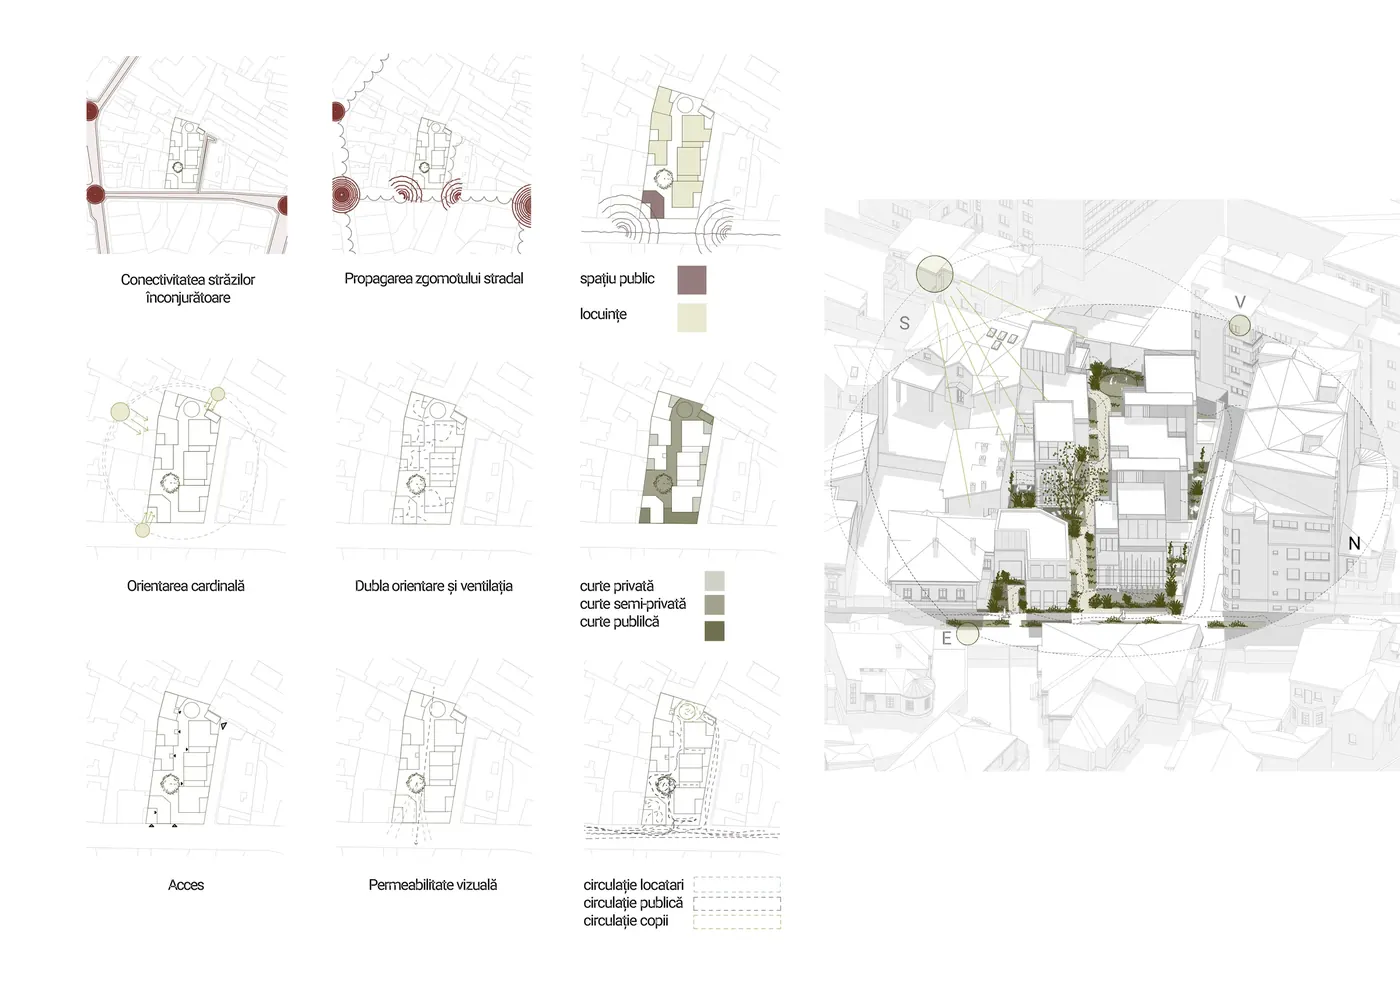 Conectivitatea străzilor
înconjurătoare
Propagarea zgomotului stradal
spațiu public
locuințe
Orientarea cardinală
Dubla orientare și ventilația
curte privată
curte semi-privată
curte publilcă
Acces
Permeabilitate vizuală
circulație locatari
circulație publică
circulație copii
S
V
N
E